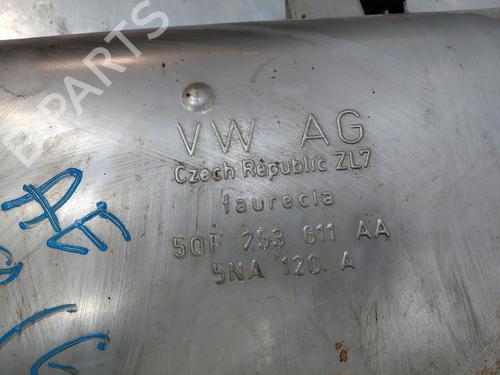 B PARTS
VW AG
Czech Republic ZL7
faurecia
5QF 253 611 AA
5NA 120 A